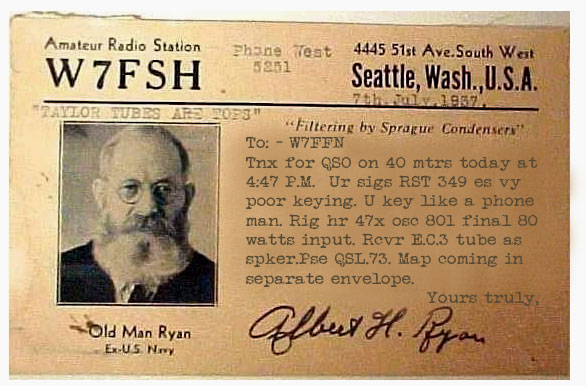 Amateur Radio Station
W7FSH
Phone West
5251
4445 51st Ave.South West
Seattle, Wash.,U.S.A.
7th.July.1937.
"TAYLOR TUBES ARE TOPS"
"Filtering by Sprague Condensers"
To: - W7FFN
Tnx for QSO on 40 mtrs today at
4:47 P.M. Ur sigs RST 349 es vy
poor keying. U key like a phone
man. Rig hr 47x osc 801 final 80
watts input. Rcvr E.C.3 tube as
spker.Pse QSL.73. Map coming in
separate envelope.
Yours truly,
Albert H. Ryan
Old Man Ryan
Ex-U.S. Navy